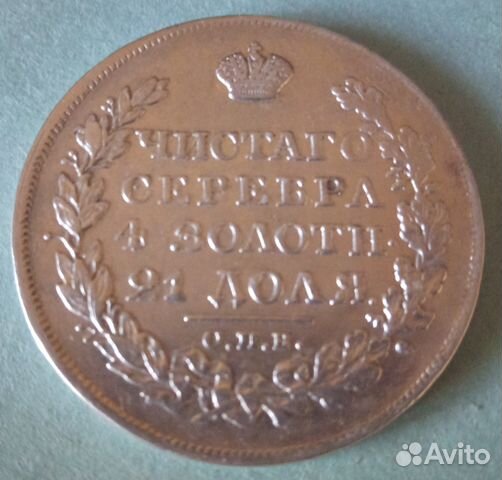 ЧИСТАГО
СЕРЕБРА
4 ЗОЛОТН.
21 ДОЛЯ.
С.П.Б.
Avito